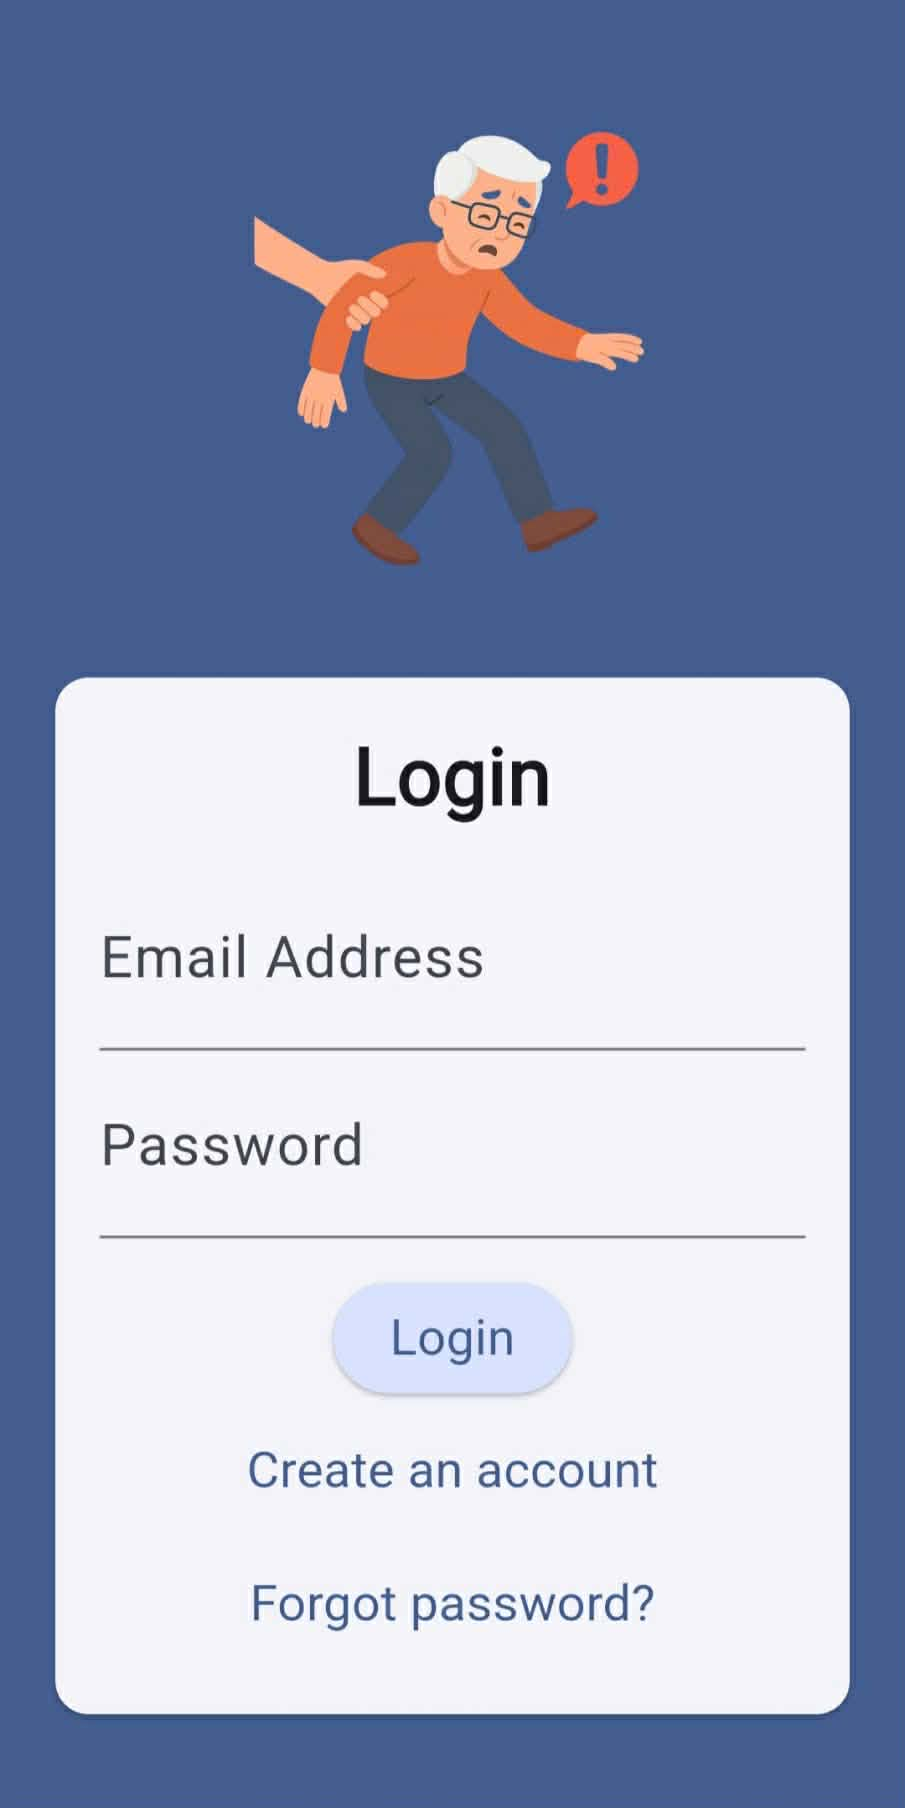 !
Login
Email Address
Password
Login
Create an account
Forgot password?